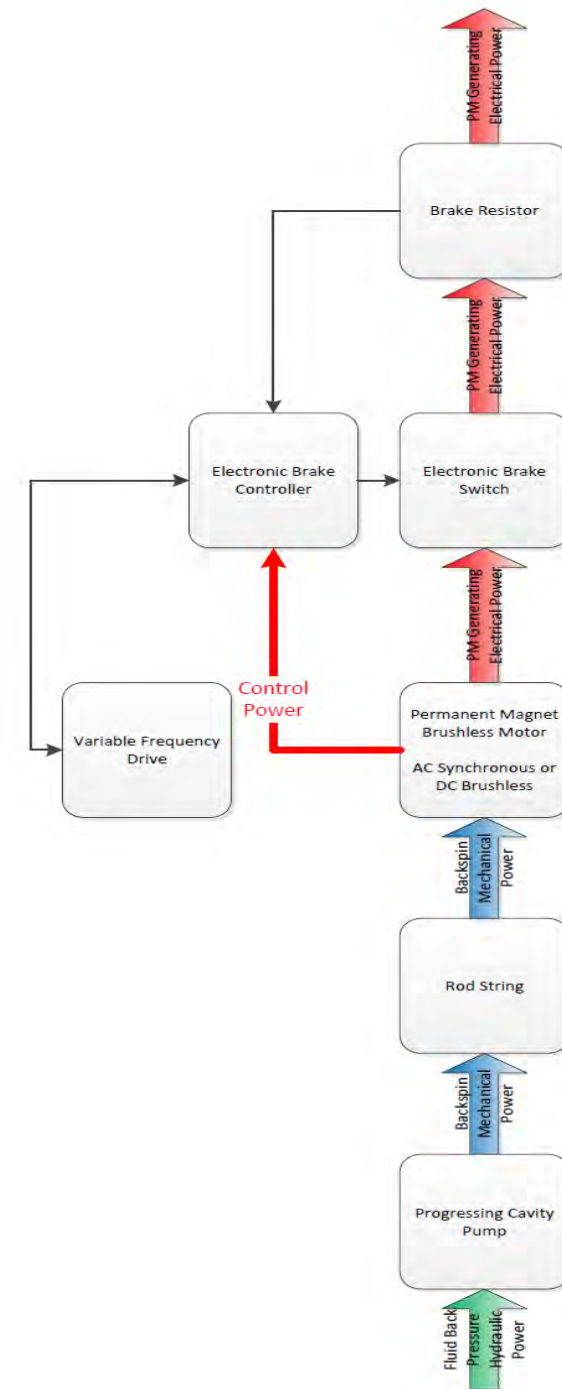 PM Generating
Electrical Power
Brake Resistor
PM Generating
Electrical Power
Electronic Brake
Controller
Electronic Brake
Switch
PM Generating
Electrical Power
Control
Power
Variable Frequency
Drive
Permanent Magnet
Brushless Motor
AC Synchronous or
DC Brushless
Backspin
Mechanical
Power
Rod String
Backspin
Mechanical
Power
Progressing Cavity
Pump
Fluid Back
Pressure
Hydraulic
Power